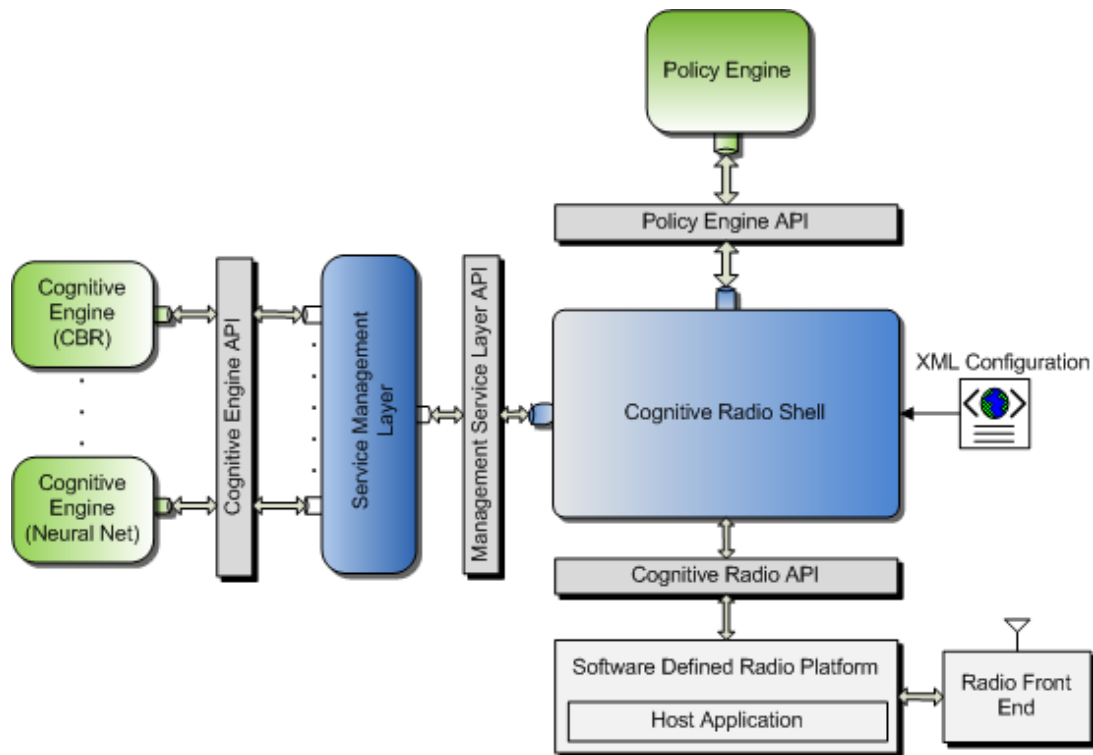 Policy Engine
Policy Engine API
Cognitive
Engine
(CBR)
Cognitive Engine API
Service Management
Layer
Management Service Layer API
Cognitive Radio Shell
XML Configuration
Cognitive
Engine
(Neural Net)
Cognitive Radio API
Software Defined Radio Platform
Host Application
Radio Front
End